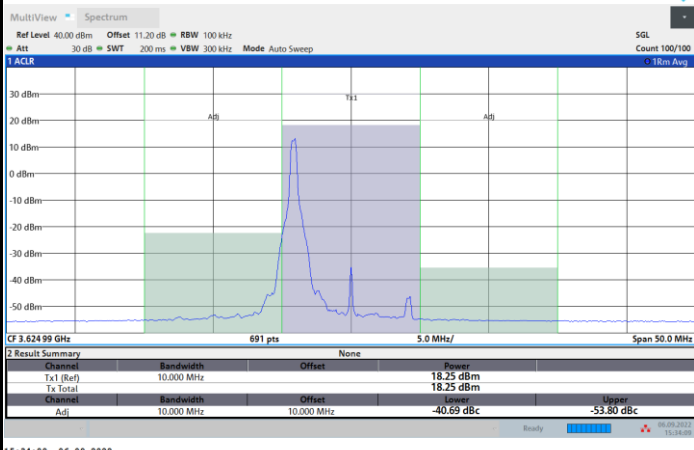 MultiView Spectrum
Ref Level 40.00 dBm Offset 11.20 dB RBW 100 kHz SGL
Att 30 dB SWT 200 ms VBW 300 kHz Mode Auto Sweep Count 100/100
1 ACLR 1Rm Avg
30 dBm
Tx1
20 dBm
Adj Adj
10 dBm
0 dBm
-10 dBm
-20 dBm
-30 dBm
-40 dBm
-50 dBm
CF 3.624 99 GHz 691 pts 5.0 MHz/ Span 50.0 MHz
2 Result Summary None
Channel Bandwidth Offset Power
Tx1 (Ref) 10.000 MHz 18.25 dBm
Tx Total 18.25 dBm
Channel Bandwidth Offset Lower Upper
Adj 10.000 MHz 10.000 MHz -40.69 dBc -53.80 dBc
Ready 06.09.2022
15:34:09